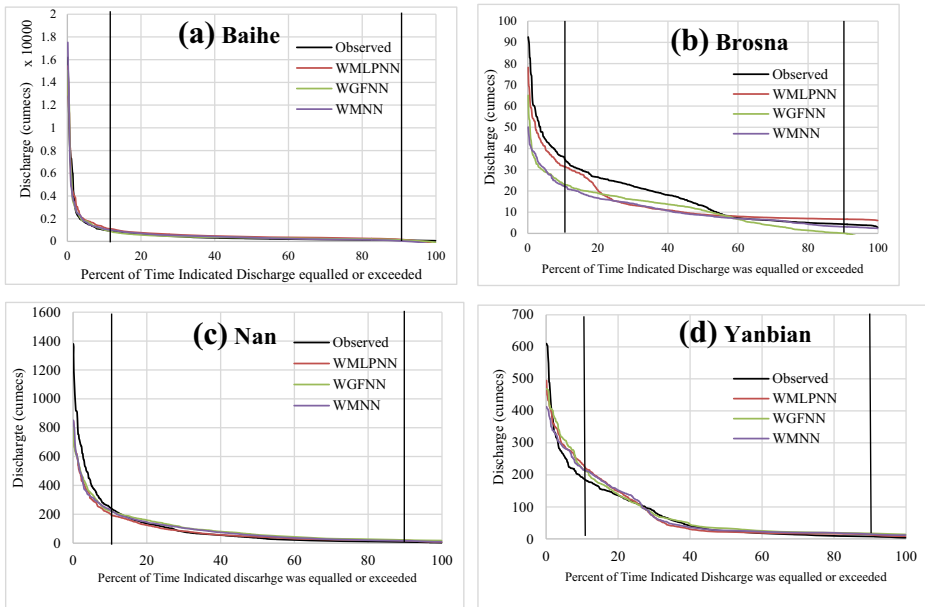 (a) Baihe
Observed
WMLPNN
WGFNN
WMNN
Discharge (cumecs) x 10000
2
1.8
1.6
1.4
1.2
1
0.8
0.6
0.4
0.2
0
0 20 40 60 80 100
Percent of Time Indicated Discharge equalled or exceeded
(b) Brosna
Observed
WMLPNN
WGFNN
WMNN
Discharge (cumecs)
100
90
80
70
60
50
40
30
20
10
0
0 20 40 60 80 100
Percent of Time Indicated Discharge was equalled or exceeded
(c) Nan
Observed
WMLPNN
WGFNN
WMNN
Dischargte (cumecs)
1600
1400
1200
1000
800
600
400
200
0
0 20 40 60 80 100
Percent of Time Indicated discarhge was equalled or exceeded
(d) Yanbian
Observed
WMLPNN
WGFNN
WMNN
Discharge (cumecs)
700
600
500
400
300
200
100
0
0 20 40 60 80 100
Percent of Time Indicated Disharcge was equalled or exceeded